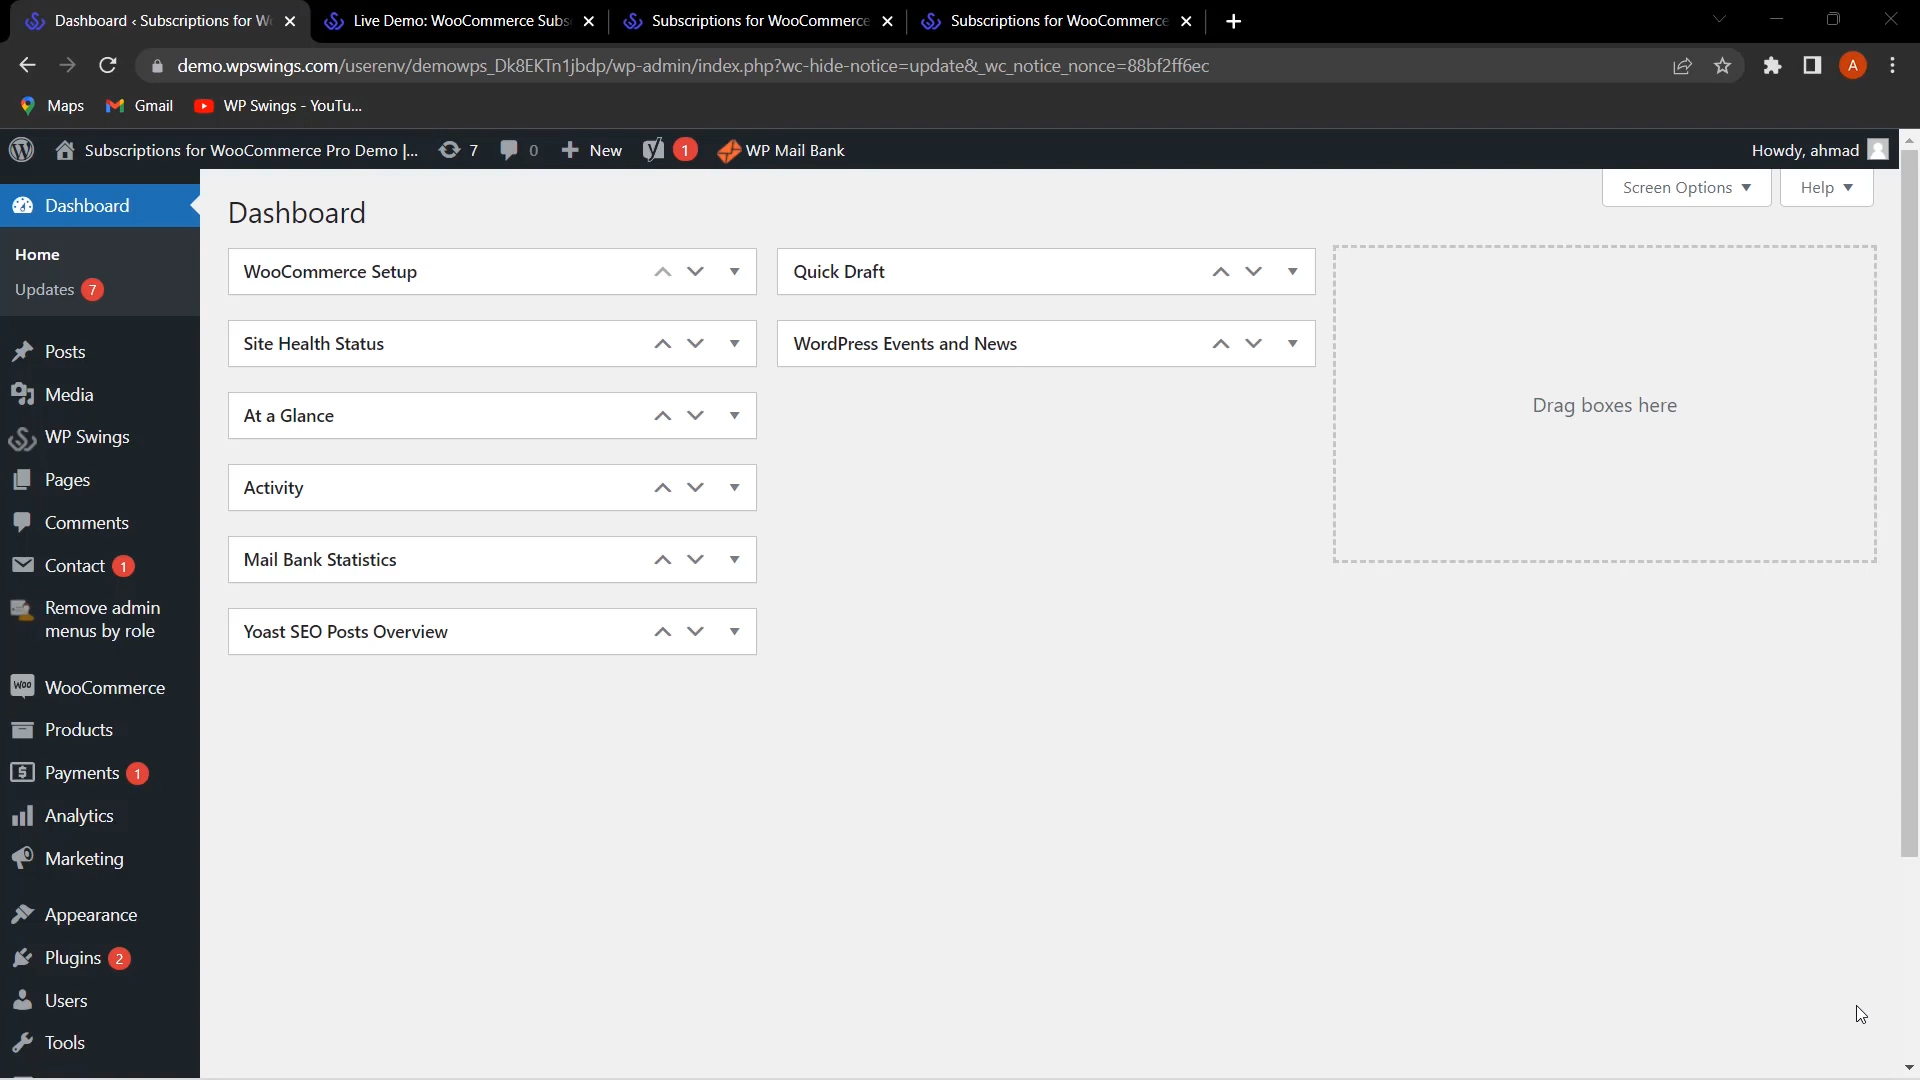 Dashboard ‹ Subscriptions for W
Live Demo: WooCommerce Subs
Subscriptions for WooCommerce
Subscriptions for WooCommerce
demo.wpswings.com/userenv/demowps_Dk8EKTn1jbdp/wp-admin/index.php?wc-hide-notice=update&_wc_notice_nonce=88bf2ff6ec
A
Maps
Gmail
WP Swings - YouTu...
Subscriptions for WooCommerce Pro Demo |...
7
0
New
1
WP Mail Bank
Howdy, ahmad
Screen Options
Help
Dashboard
Home
Updates 7
Posts
Media
WP Swings
Pages
Comments
Contact 1
Remove admin
menus by role
Woo
WooCommerce
Products
Payments 1
Analytics
Marketing
Appearance
Plugins 2
Users
Tools
Dashboard
WooCommerce Setup
Site Health Status
At a Glance
Activity
Mail Bank Statistics
Yoast SEO Posts Overview
Quick Draft
WordPress Events and News
Drag boxes here